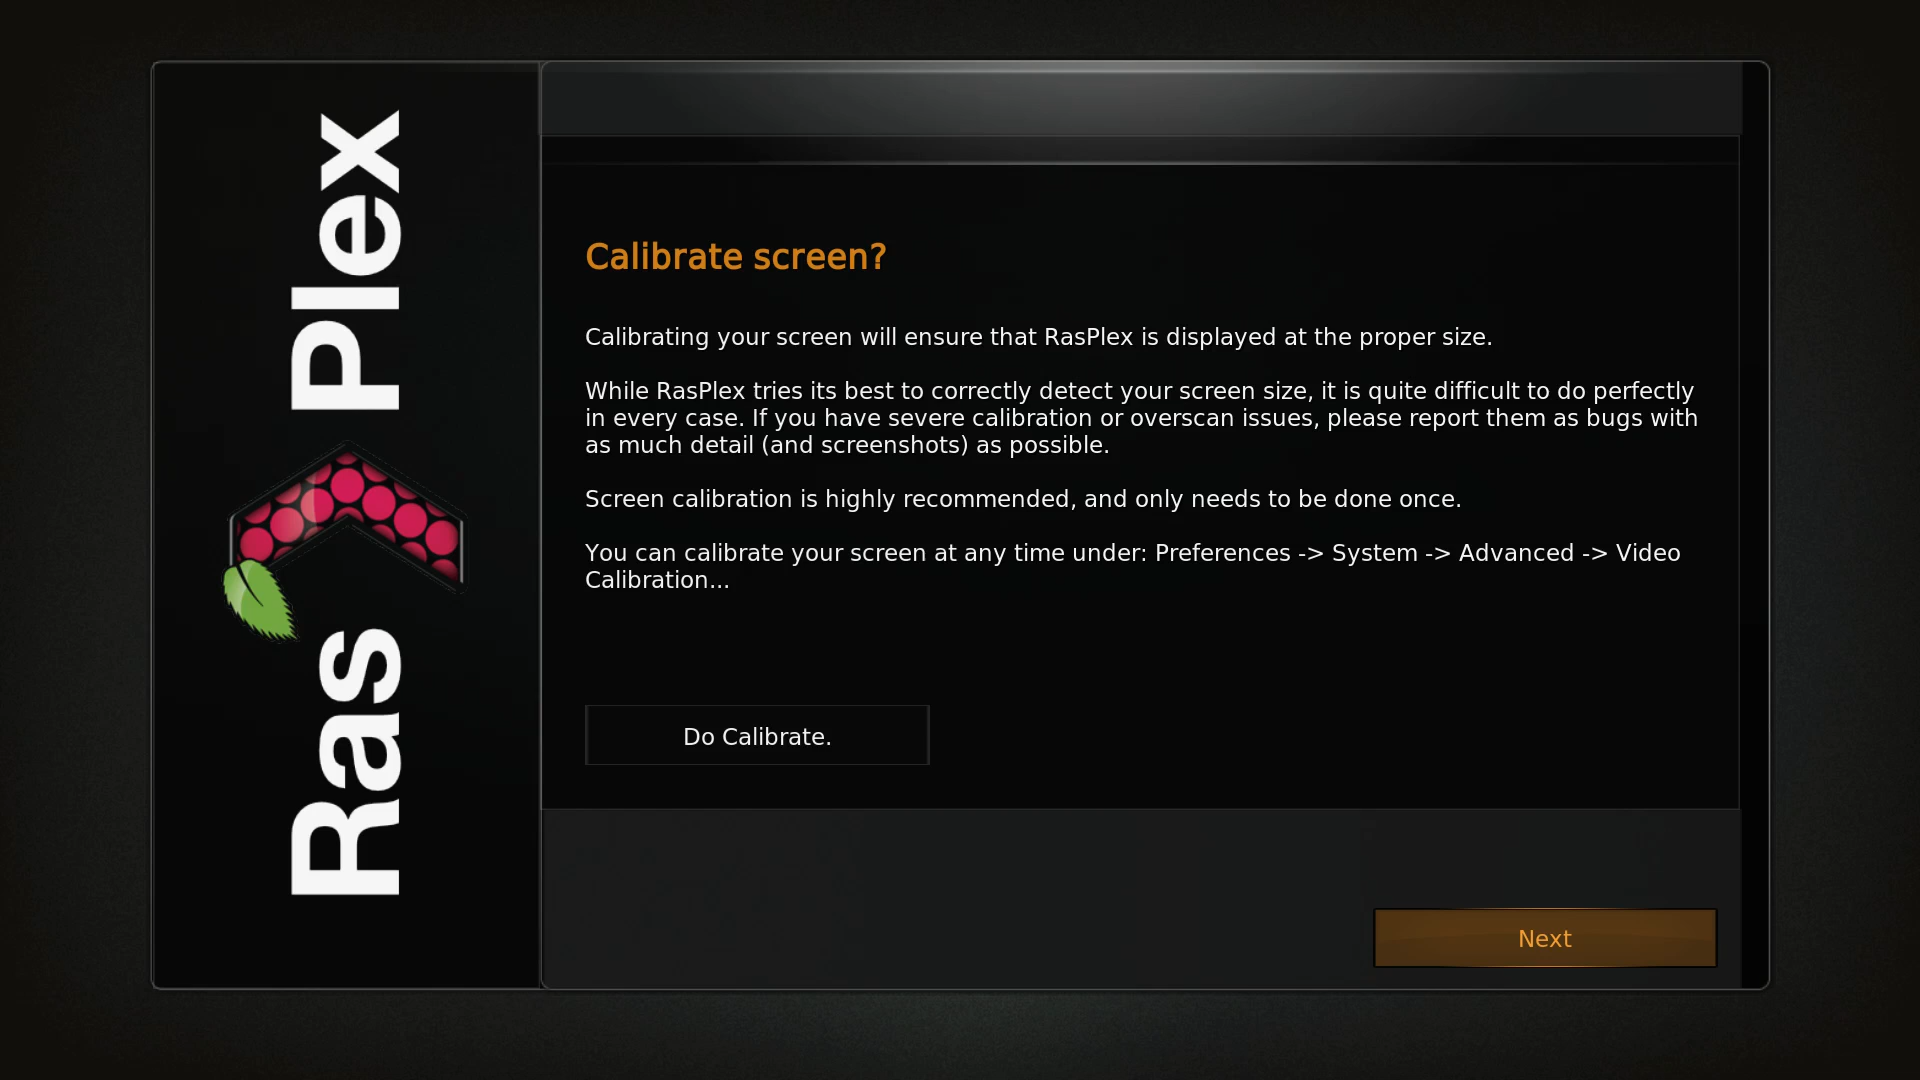 Ras Plex
Calibrate screen?
Calibrating your screen will ensure that RasPlex is displayed at the proper size.
While RasPlex tries its best to correctly detect your screen size, it is quite difficult to do perfectly
in every case. If you have severe calibration or overscan issues, please report them as bugs with
as much detail (and screenshots) as possible.
Screen calibration is highly recommended, and only needs to be done once.
You can calibrate your screen at any time under: Preferences -> System -> Advanced -> Video
Calibration...
Do Calibrate.
Next